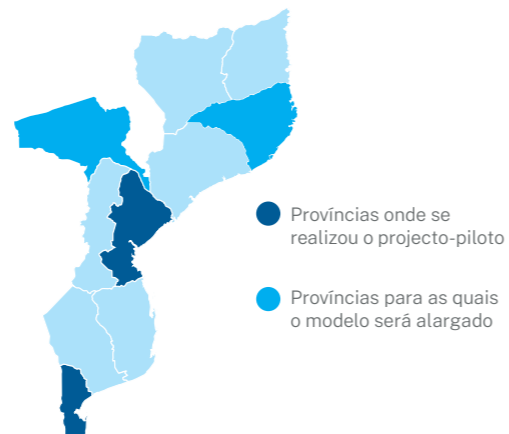 Províncias onde se
realizou o projecto-piloto
Províncias para as quais
o modelo será alargado